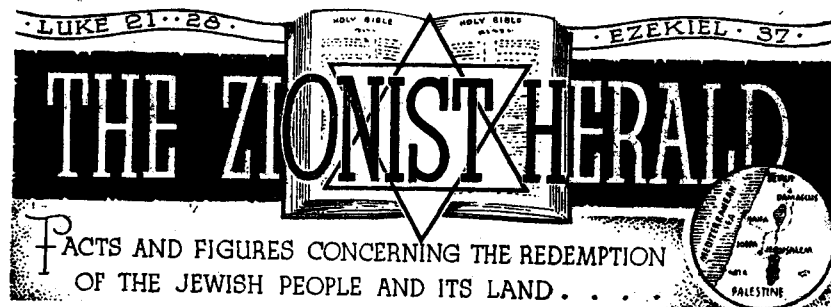 · LUKE 21··28 ·
· EZEKIEL · 37 ·
HOLY BIBLE
HOLY BIBLE
THE ZIONIST HERALD
FACTS AND FIGURES CONCERNING THE REDEMPTION
OF THE JEWISH PEOPLE AND ITS LAND . . . .
BEIRUT
DAMASCUS
MEDITERRANEAN SEA
HAIFA
JERUSALEM
PALESTINE